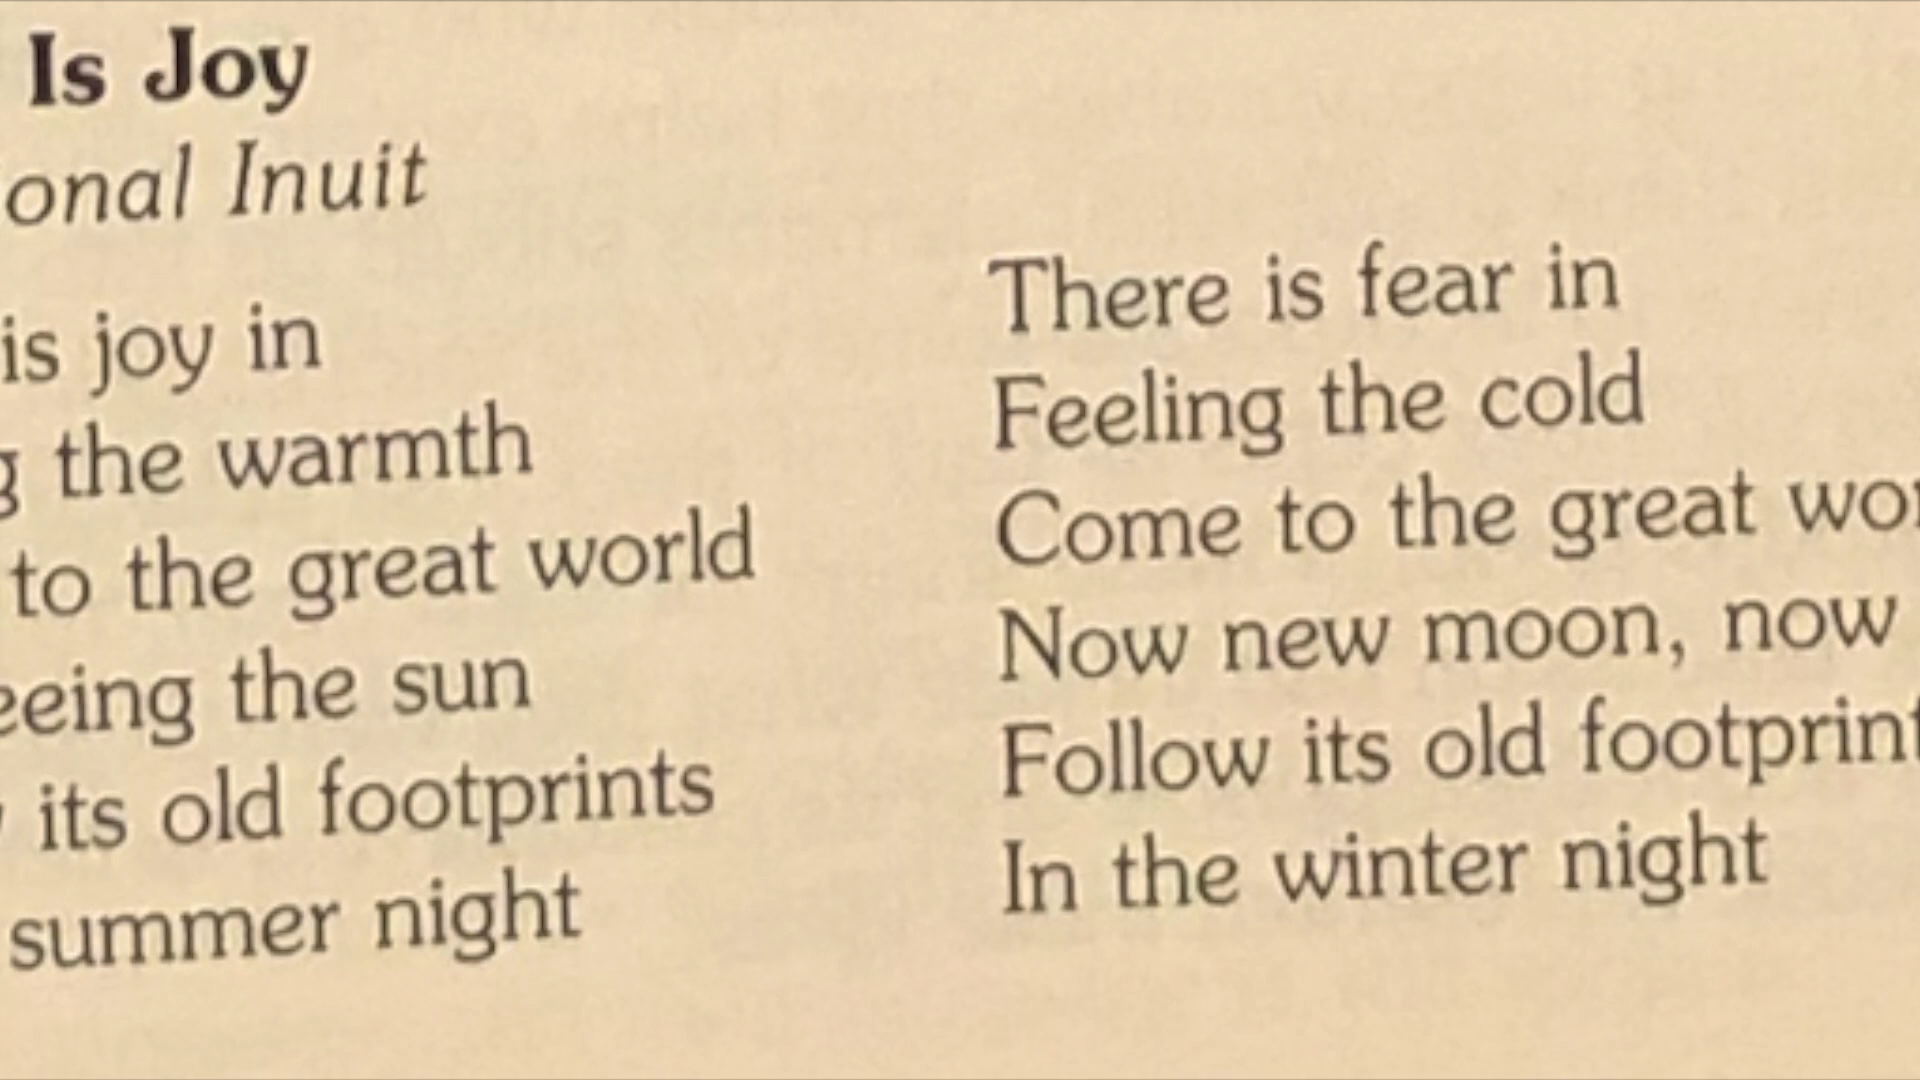 Is Joy
onal Inuit
is joy in
g the warmth
to the great world
eeing the sun
its old footprints
summer night
There is fear in
Feeling the cold
Come to the great wor
Now new moon, now
Follow its old footprint
In the winter night